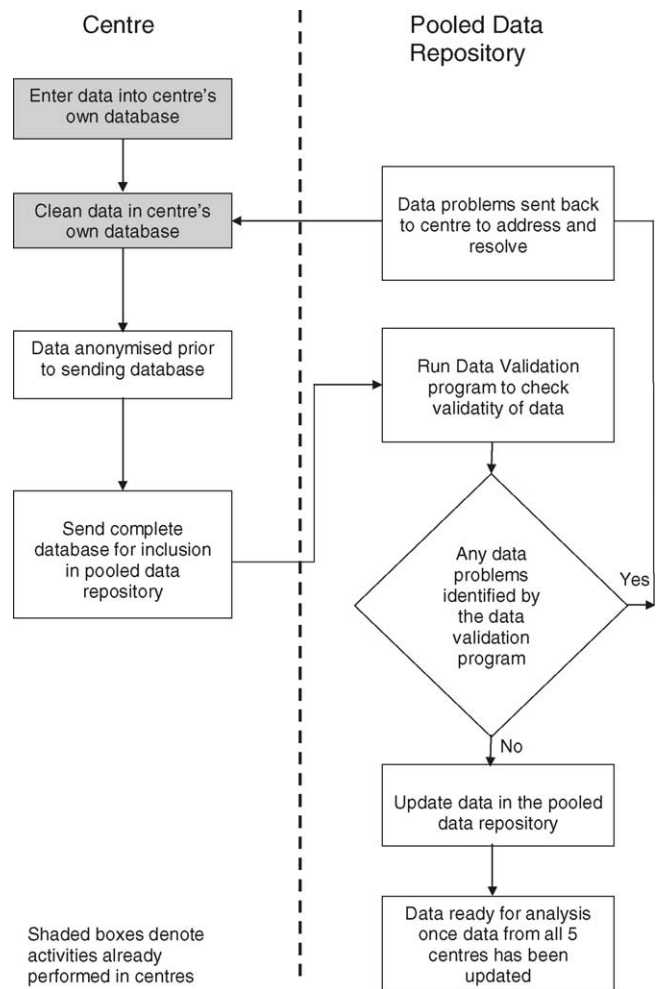 Centre
Enter data into centre's
own database
Clean data in centre's
own database
Data anonymised prior
to sending database
Send complete
database for inclusion
in pooled data
repository
Shaded boxes denote
activities already
performed in centres
Pooled Data
Repository
Data problems sent back
to centre to address and
resolve
Run Data Validation
program to check
validatity of data
Any data
problems
identified by
the data
validation
program
Yes
No
Update data in the pooled
data repository
Data ready for analysis
once data from all 5
centres has been
updated